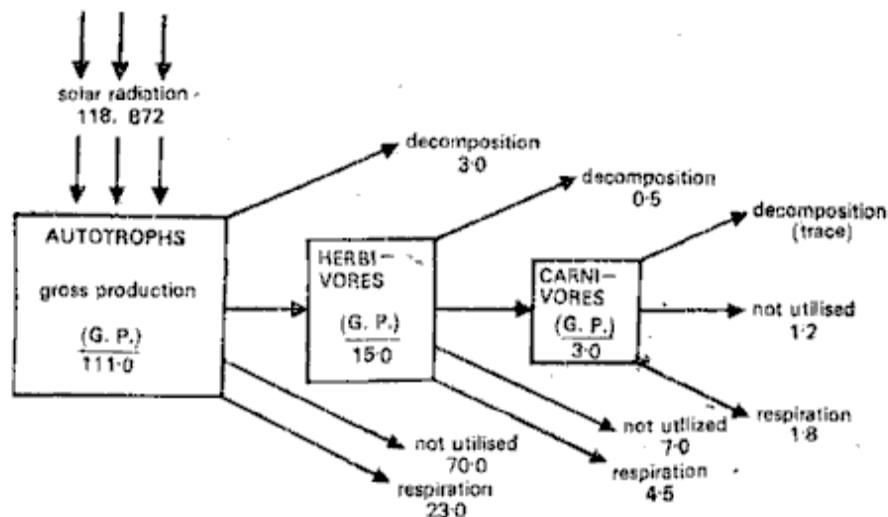 solar radiation
118, 872
decomposition
3·0
decomposition
0·5
decomposition
(trace)
AUTOTROPHS
gross production
(G. P.)
111·0
HERBI–
VORES
(G. P.)
15·0
CARNI–
VORES
(G. P.)
3·0
not utilised
1·2
respiration
1·8
not utilized
7·0
respiration
4·5
not utilised
70·0
respiration
23·0